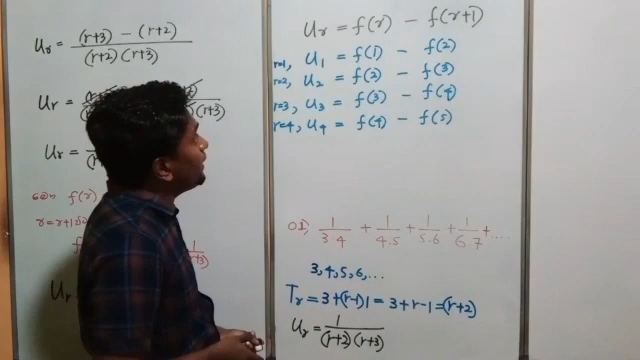 Ur = (r+3) - (r+2) / (r+2) (r+3)
Ur =
(r+3)
Ur =
f(r)
r = r+1
1 / (r+3)
U
Ur = f(r) - f(r+1)
r=1, U1 = f(1) - f(2)
r=2, U2 = f(2) - f(3)
r=3, U3 = f(3) - f(4)
r=4, U4 = f(4) - f(5)
01) 1/3.4 + 1/4.5 + 1/5.6 + 1/6.7 + ....
3, 4, 5, 6, ...
Tr = 3+(r-1)1 = 3+r-1 = (r+2)
Ur = 1 / (r+2) (r+3)